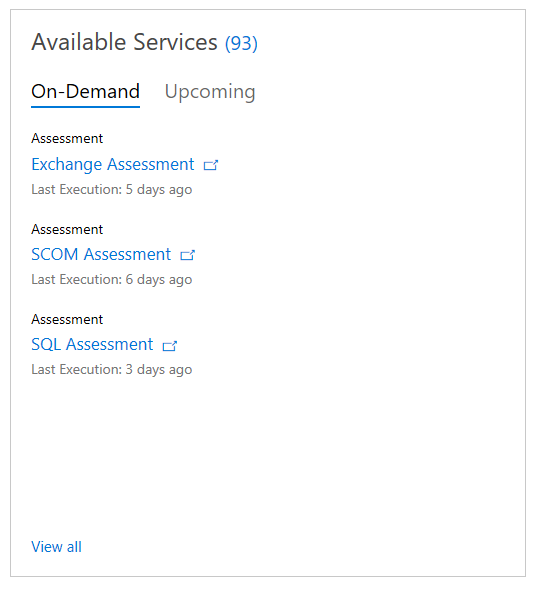 Available Services (93)
On-Demand Upcoming
Assessment
Exchange Assessment
Last Execution: 5 days ago
Assessment
SCOM Assessment
Last Execution: 6 days ago
Assessment
SQL Assessment
Last Execution: 3 days ago
View all